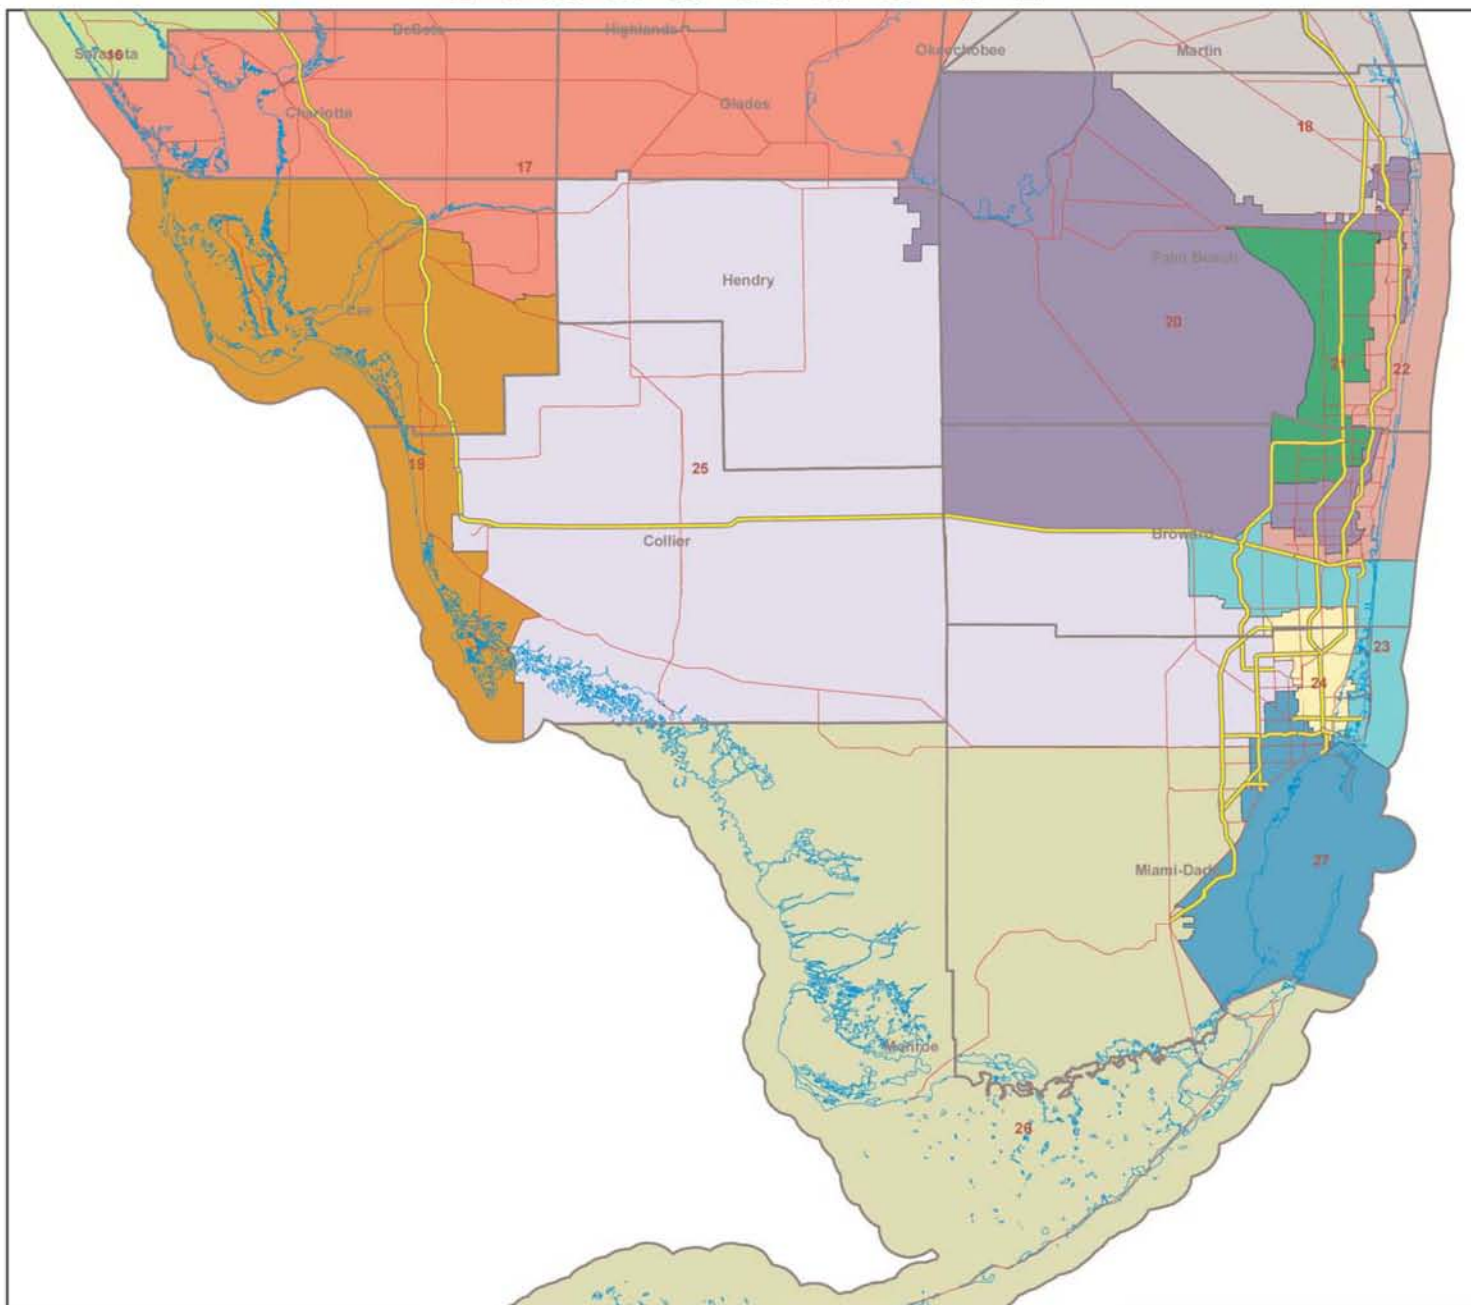 DeSoto
Highlands
Okeechobee
Martin
Sarasota
16
Glades
Charlotte
18
17
Palm Beach
Hendry
Lee
20
21
22
19
25
Broward
Collier
23
24
27
Miami-Dade
Monroe
26